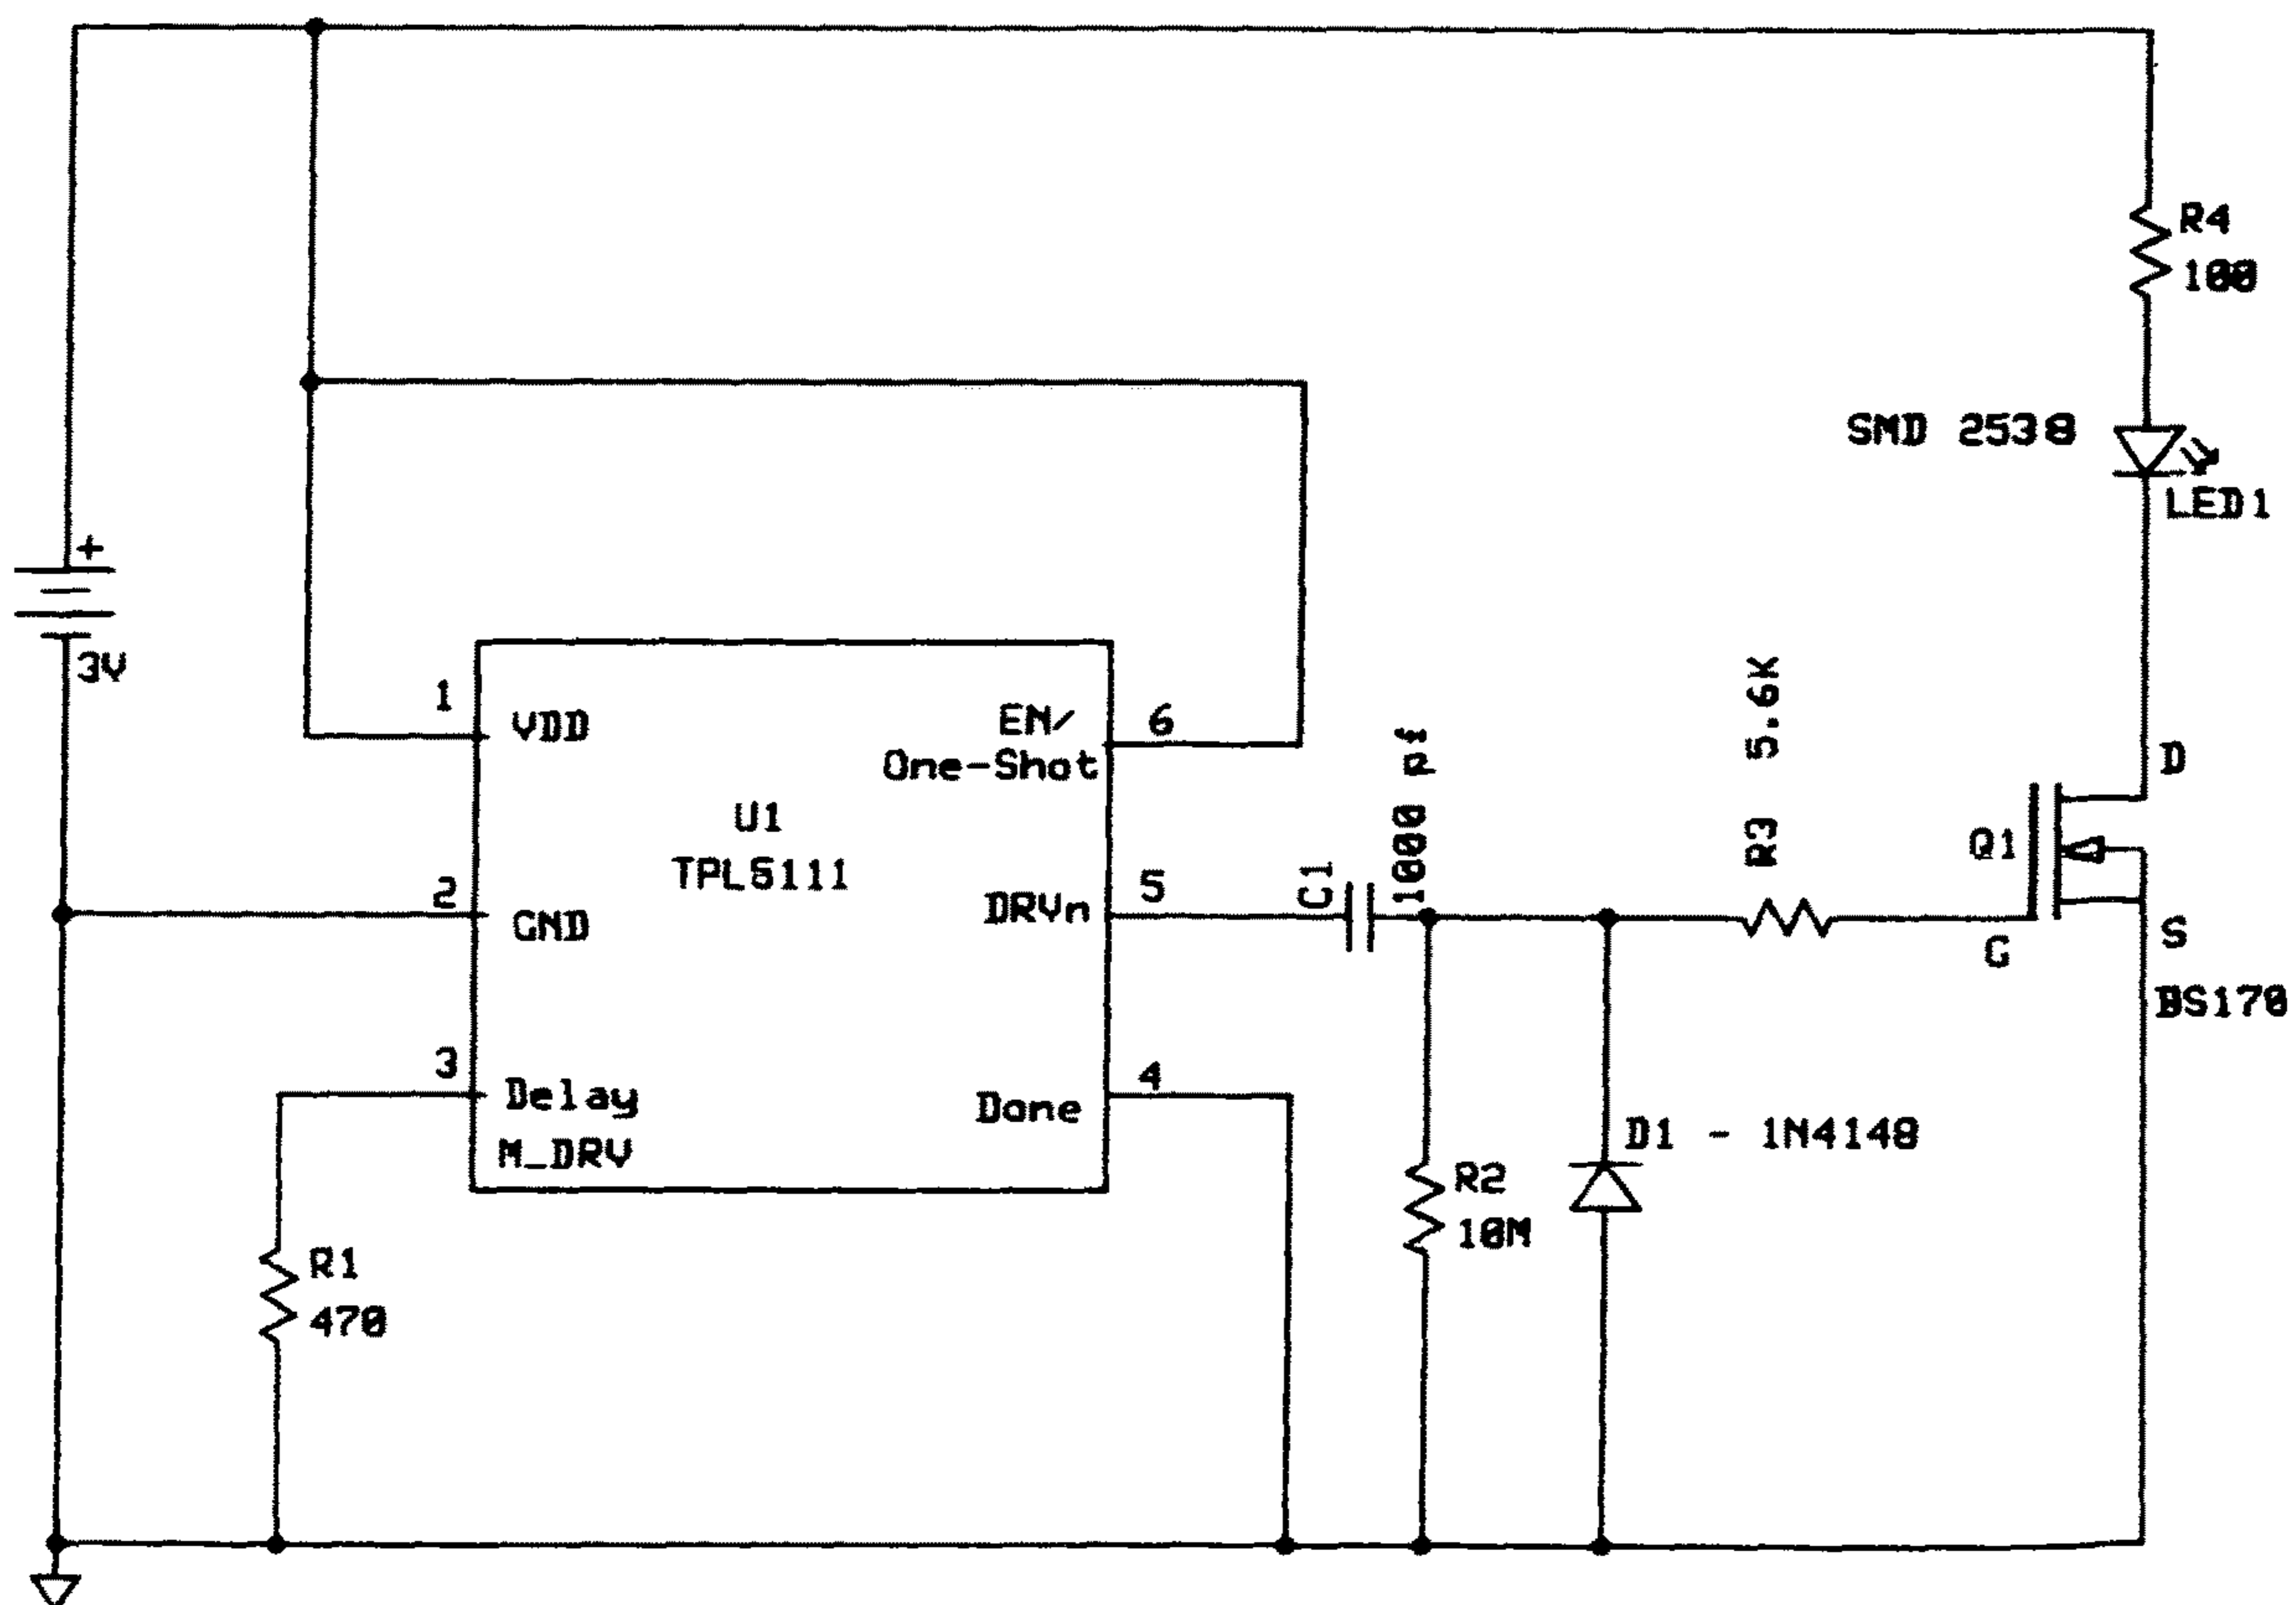 R4
100
SMD 2538
LED1
+
3V
1
VDD
EN/
One-Shot
6
U1
TPL5111
2
GND
DRVn
5
C1
1000 pf
R3 5.6K
D
Q1
G
S
BS170
3
Delay
M_DRV
Done
4
D1 - 1N4148
R2
10M
R1
470